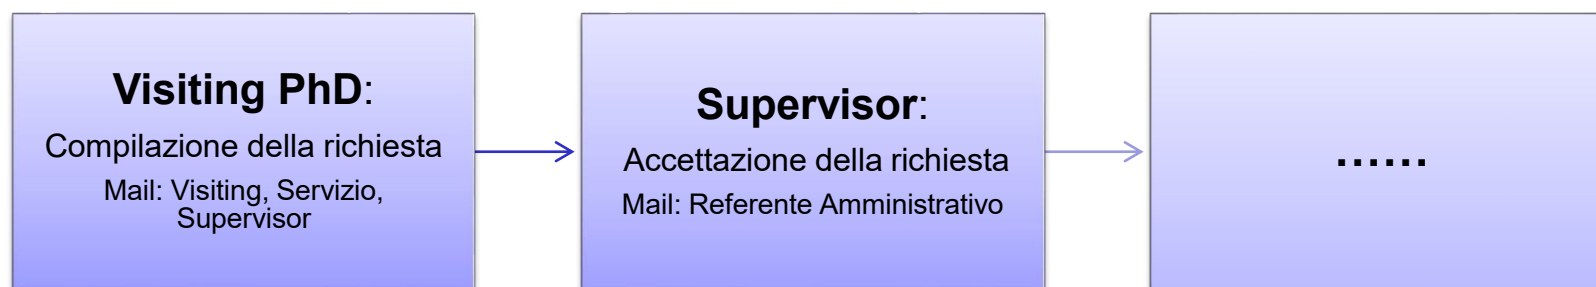 Visiting PhD:
Compilazione della richiesta
Mail: Visiting, Servizio,
Supervisor
Supervisor:
Accettazione della richiesta
Mail: Referente Amministrativo
......